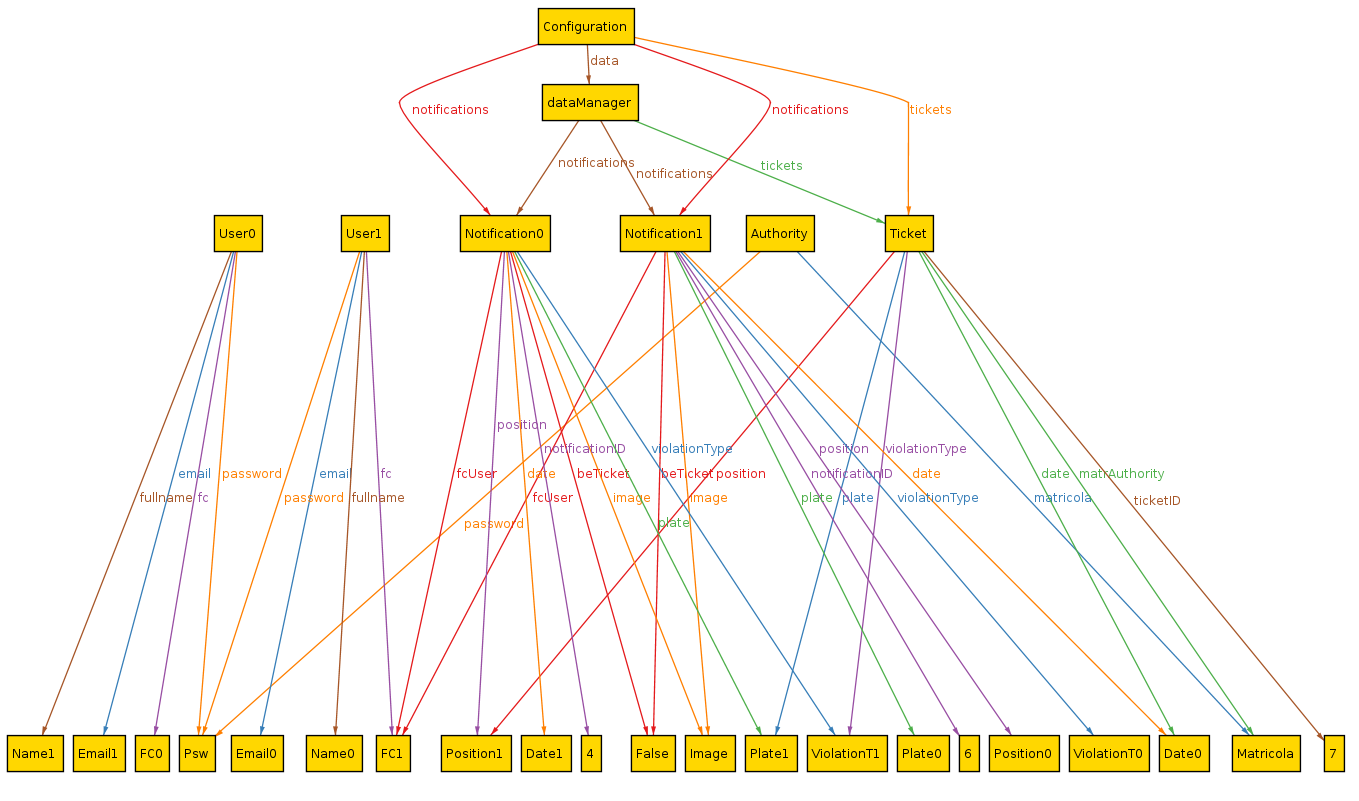 Configuration
data
dataManager
notifications
notifications
tickets
notifications
notifications
tickets
User0
User1
Notification0
Notification1
Authority
Ticket
position
notificationID
violationType
position
violationType
email
password
email
fc
fcUser
date
beTicket
beTicket
position
notificationID
date
date
matrAuthority
fullname
fc
password
fullname
fcUser
image
image
plate
plate
violationType
matricola
ticketID
password
plate
Name1
Email1
FC0
Psw
Email0
Name0
FC1
Position1
Date1
4
False
Image
Plate1
ViolationT1
Plate0
6
Position0
ViolationT0
Date0
Matricola
7